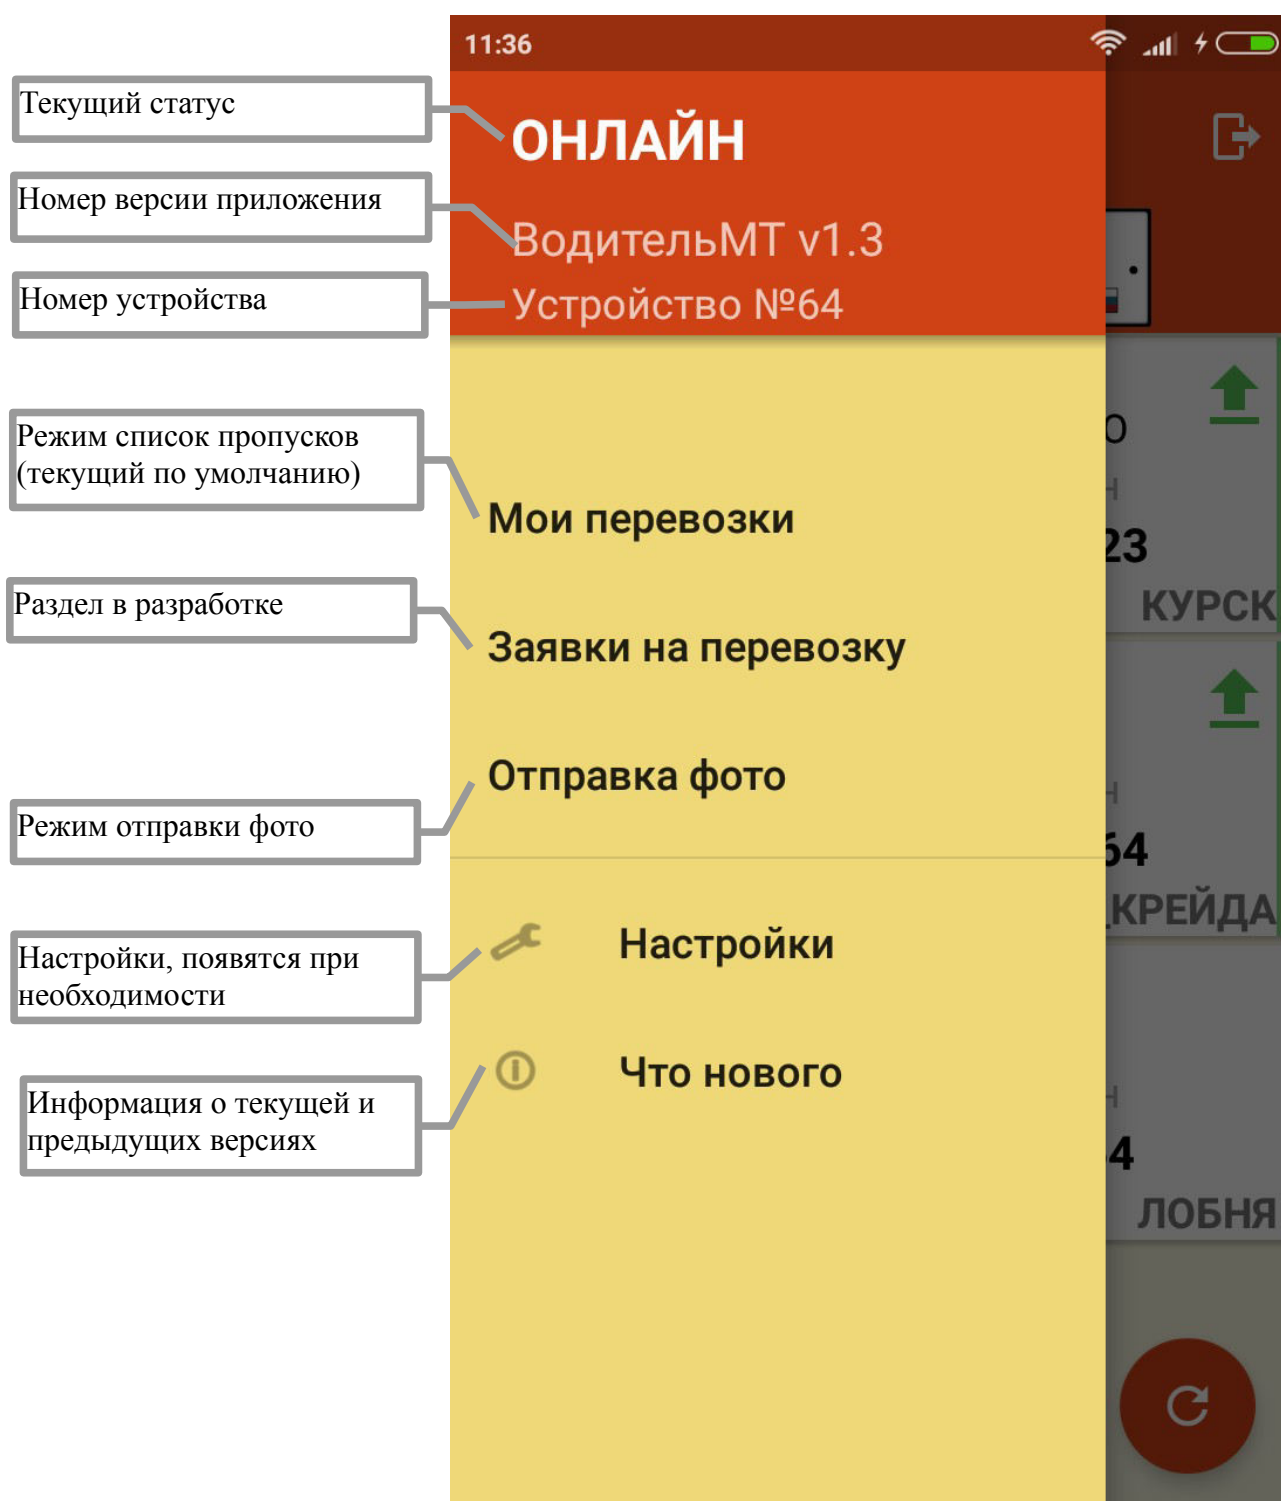 11:36
Текущий статус
ОНЛАЙН
Номер версии приложения
ВодительМТ v1.3
Номер устройства
Устройство №64
Режим список пропусков
(текущий по умолчанию)
Мои перевозки
Раздел в разработке
Заявки на перевозку
Отправка фото
Режим отправки фото
Настройки, появятся при
необходимости
Настройки
Информация о текущей и
предыдущих версиях
Что нового
О
Н
23
КУРСК
Н
64
_КРЕЙДА
Н
4
ЛОБНЯ